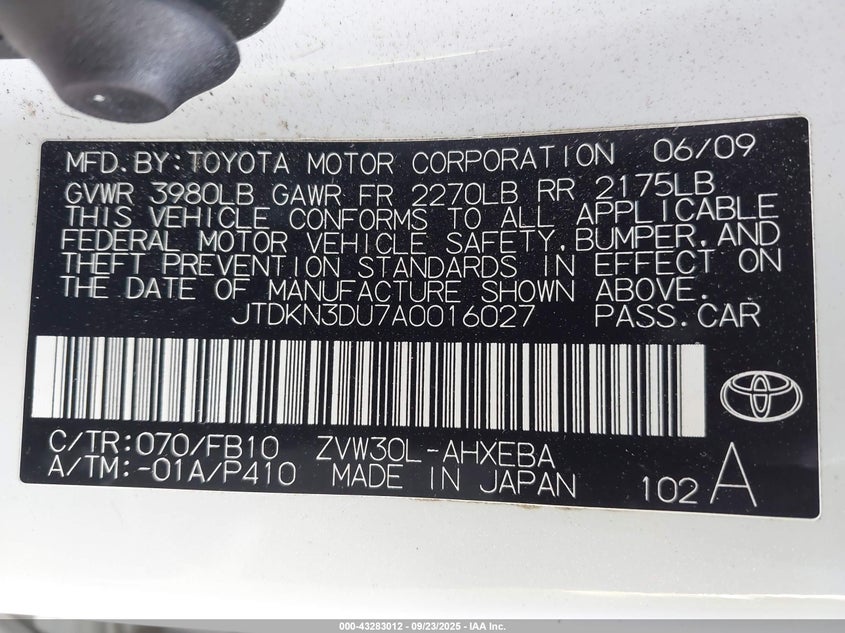 MFD.BY:TOYOTA MOTOR CORPORATION 06/09
GVWR 3980LB GAWR FR 2270LB RR 2175LB
THIS VEHICLE CONFORMS TO ALL APPLICABLE
FEDERAL MOTOR VEHICLE SAFETY,BUMPER,AND
THEFT PREVENTION STANDARDS IN EFFECT ON
THE DATE OF MANUFACTURE SHOWN ABOVE.
JTDKN3DU7A0016027 PASS.CAR
C/TR:070/FB10 ZVW30L-AHXEBA
A/TM:-01A/P410 MADE IN JAPAN 102 A
000-43283012 - 09/23/2025 - IAA Inc.